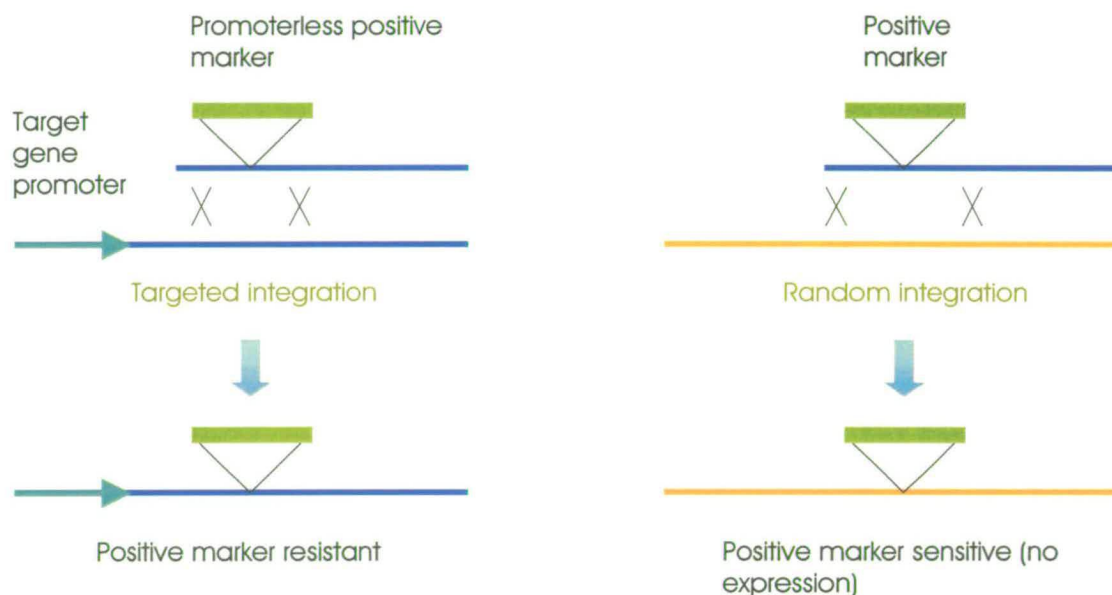 Promoterless positive
marker
Target
gene
promoter
Targeted integration
Positive marker resistant
Positive
marker
Random integration
Positive marker sensitive (no
expression)